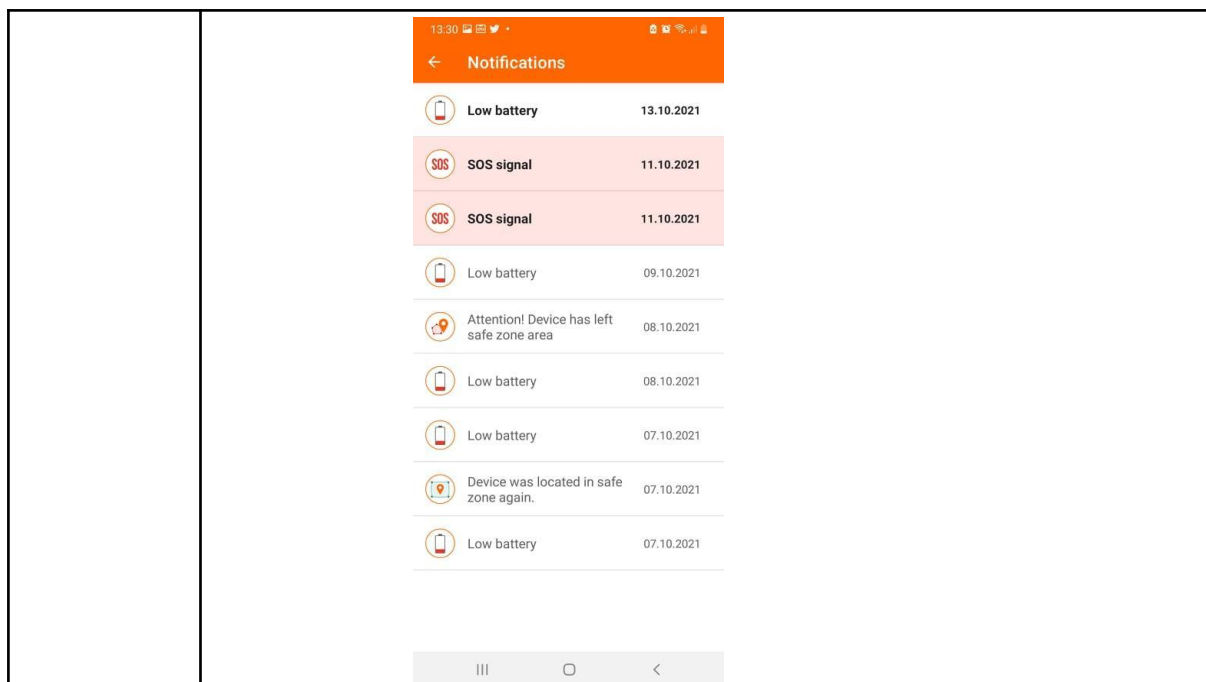 13:30
Notifications
Low battery 13.10.2021
SOS SOS signal 11.10.2021
SOS SOS signal 11.10.2021
Low battery 09.10.2021
Attention! Device has left
safe zone area 08.10.2021
Low battery 08.10.2021
Low battery 07.10.2021
Device was located in safe
zone again. 07.10.2021
Low battery 07.10.2021